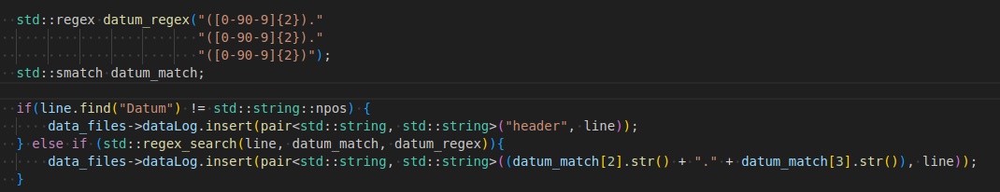 std::regex datum_regex("([0-90-9]{2})."
"([0-90-9]{2})."
"([0-90-9]{2})");
std::smatch datum_match;
if(line.find("Datum") != std::string::npos) {
data_files->dataLog.insert(pair<std::string, std::string>("header", line));
} else if (std::regex_search(line, datum_match, datum_regex)){
data_files->dataLog.insert(pair<std::string, std::string>((datum_match[2].str() + "." + datum_match[3].str()), line));
}